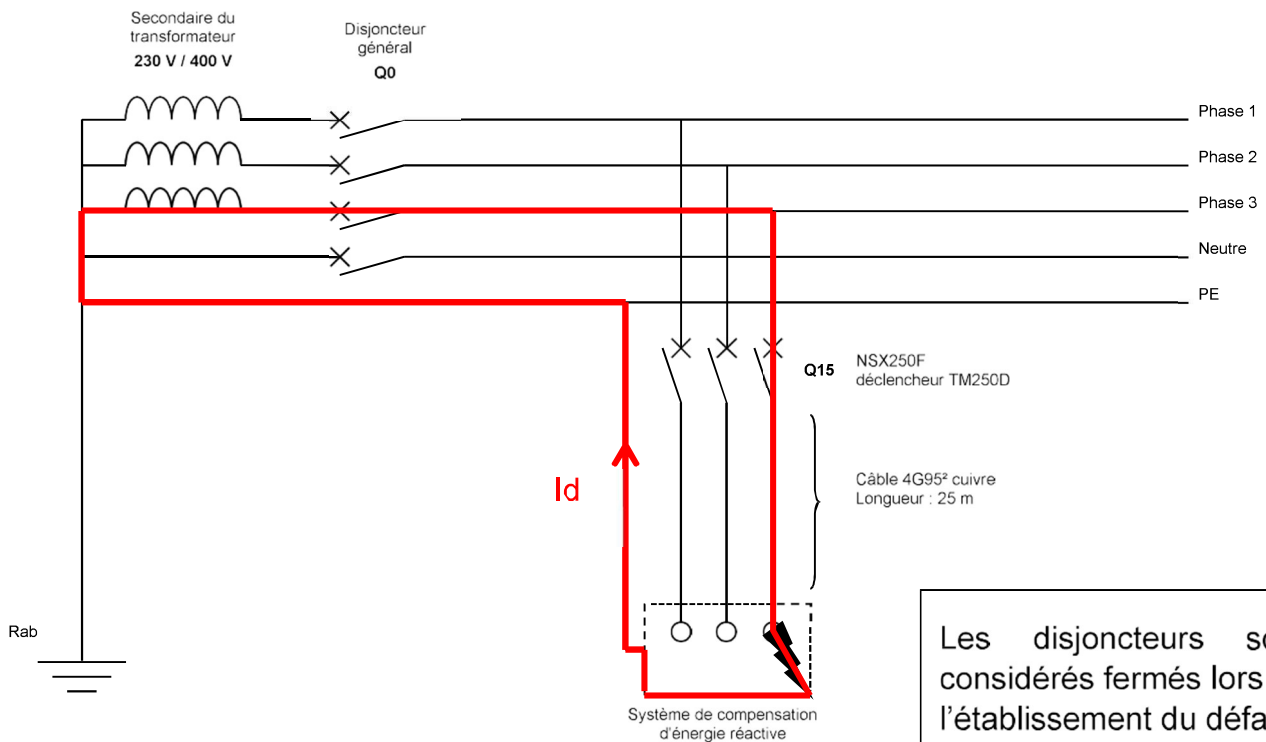 Secondaire du
transformateur
230 V / 400 V
Disjoncteur
général
Q0
Phase 1
Phase 2
Phase 3
Neutre
PE
Q15
NSX250F
déclencheur TM250D
Id
Câble 4G95² cuivre
Longueur : 25 m
Rab
Système de compensation
d'énergie réactive
Les disjoncteurs
considérés fermés lors
l'établissement du